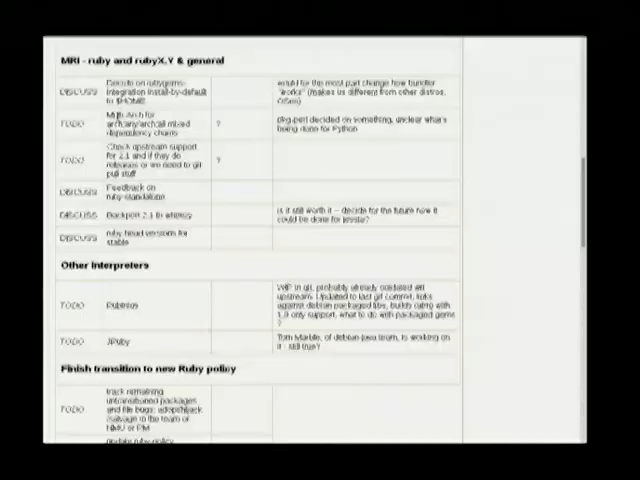 MRI - ruby and rubyX.Y & general
DISCUSS
Decide on rubygems-
integration install-by-default
to $HOME
would for the most part change how bundler
"works" (makes us different from other distros,
OSes)
TODO
Multi Arch for
arch:any/arch:all mixed
dependency chains
?
pkg-perl decided on something, unclear what's
being done for Python
TODO
Check upstream support
for 2.1 and if they do
releases or we need to git
pull stuff
?
DISCUSS
Feedback on
ruby-standalone
DISCUSS
Backport 2.1 to wheezy
is it still worth it -- decide for the future how it
could be done for jessie?
DISCUSS
ruby-head versions for
stable
Other Interpreters
TODO
Rubinius
WIP in git, probably already outdated wrt
upstream. Updated to last git commit, links
against debian packaged libs, builds
1.9 only support, what to do with packaged gems
?
TODO
JRuby
Tom Marble, of debian-java team, is working on
it - still true?
Finish transition to new Ruby policy
TODO
track remaining
untransitioned packages
and file bugs; adopt/hijack
/salvage in the team or
NMU or RM
update ruby-policy